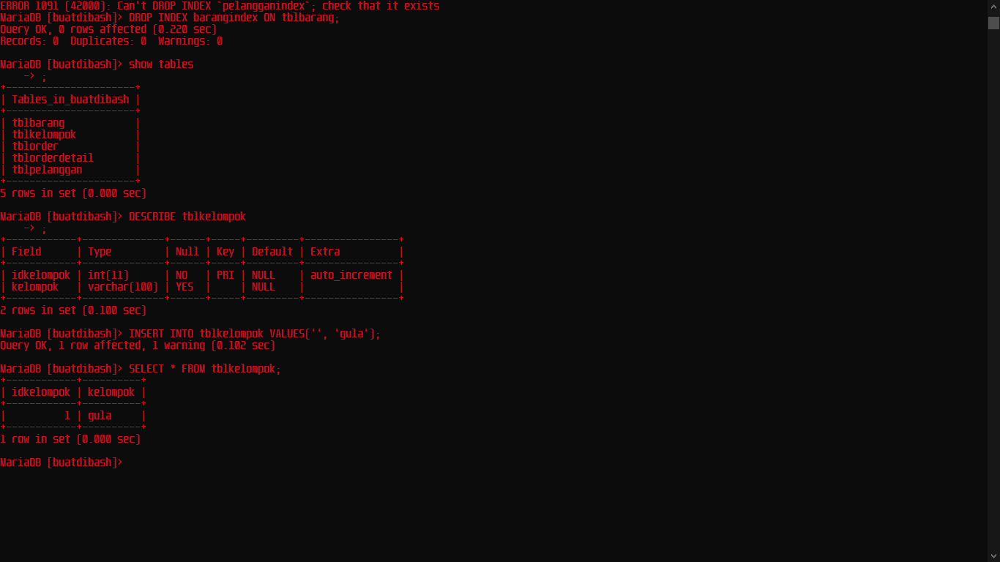 ERROR 1091 (42000): Can't DROP INDEX `pelangganindex`; check that it exists
MariaDB [buatdibash]> DROP INDEX barangindex ON tblbarang;
Query OK, 0 rows affected (0.220 sec)
Records: 0  Duplicates: 0  Warnings: 0

MariaDB [buatdibash]> show tables
    -> ;
+----------------------+
| Tables_in_buatdibash |
+----------------------+
| tblbarang            |
| tblkelompok          |
| tblorder             |
| tblorderdetail       |
| tblpelanggan         |
+----------------------+
5 rows in set (0.000 sec)

MariaDB [buatdibash]> DESCRIBE tblkelompok
    -> ;
+------------+--------------+------+-----+---------+----------------+
| Field      | Type         | Null | Key | Default | Extra          |
+------------+--------------+------+-----+---------+----------------+
| idkelompok | int(11)      | NO   | PRI | NULL    | auto_increment |
| kelompok   | varchar(100) | YES  |     | NULL    |                |
+------------+--------------+------+-----+---------+----------------+
2 rows in set (0.100 sec)

MariaDB [buatdibash]> INSERT INTO tblkelompok VALUES('', 'gula');
Query OK, 1 row affected, 1 warning (0.102 sec)

MariaDB [buatdibash]> SELECT * FROM tblkelompok;
+------------+----------+
| idkelompok | kelompok |
+------------+----------+
|          1 | gula     |
+------------+----------+
1 row in set (0.000 sec)

MariaDB [buatdibash]>